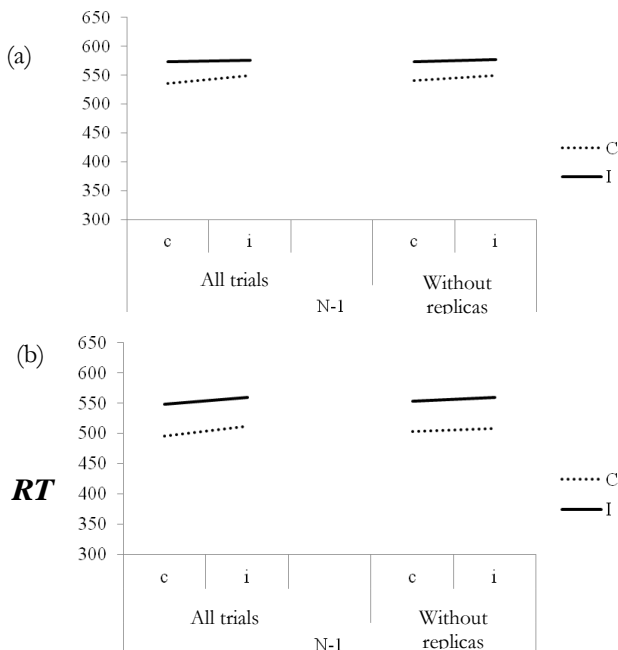 (a)
650
600
550
500
450
400
350
300
c i c i
All trials Without
replicas
N-1
C
I
(b)
650
600
550
500
450
400
350
300
RT
c i c i
All trials Without
replicas
N-1
C
I